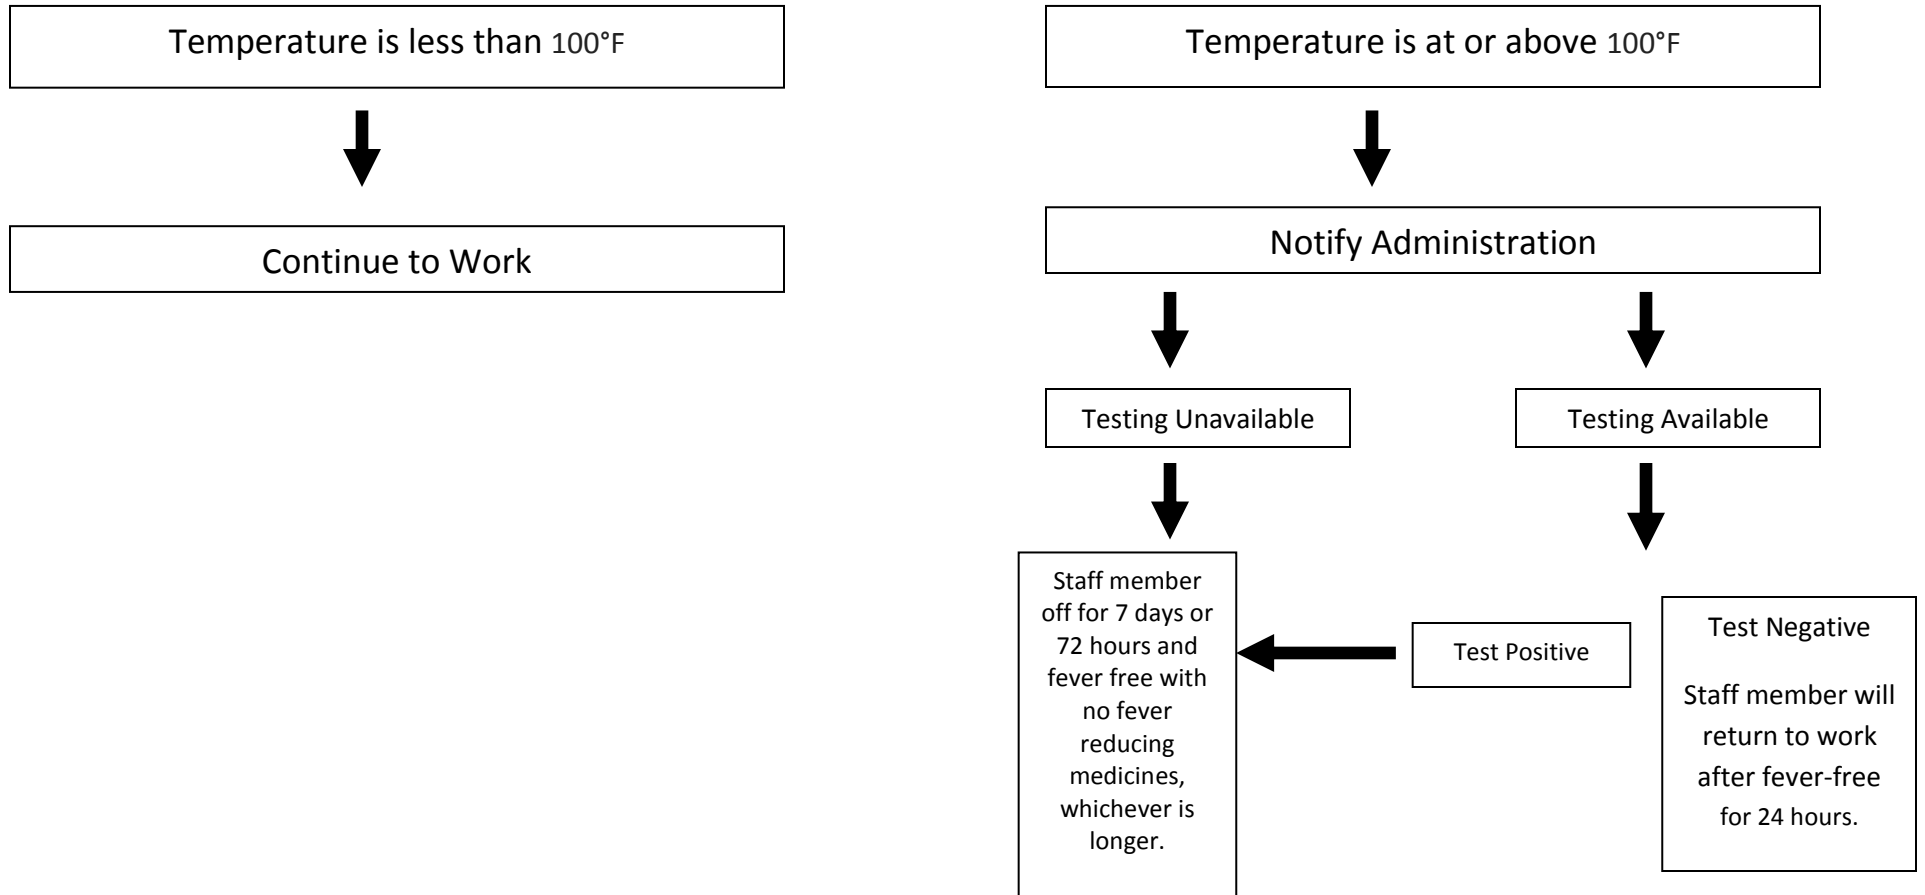 Temperature is less than 100°F
Continue to Work
Temperature is at or above 100°F
Notify Administration
Testing Unavailable
Testing Available
Staff member
off for 7 days or
72 hours and
fever free with
no fever
reducing
medicines,
whichever is
longer.
Test Positive
Test Negative
Staff member will
return to work
after fever-free
for 24 hours.